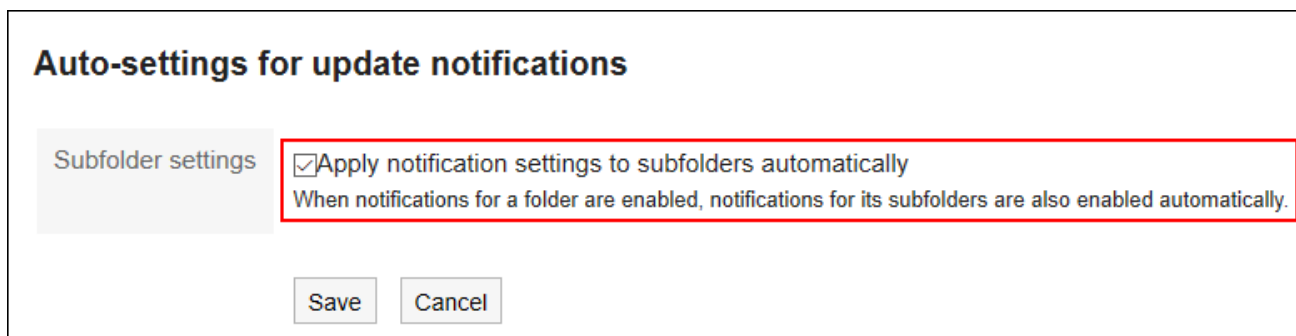 Auto-settings for update notifications
Subfolder settings
Apply notification settings to subfolders automatically
When notifications for a folder are enabled, notifications for its subfolders are also enabled automatically.
Save
Cancel